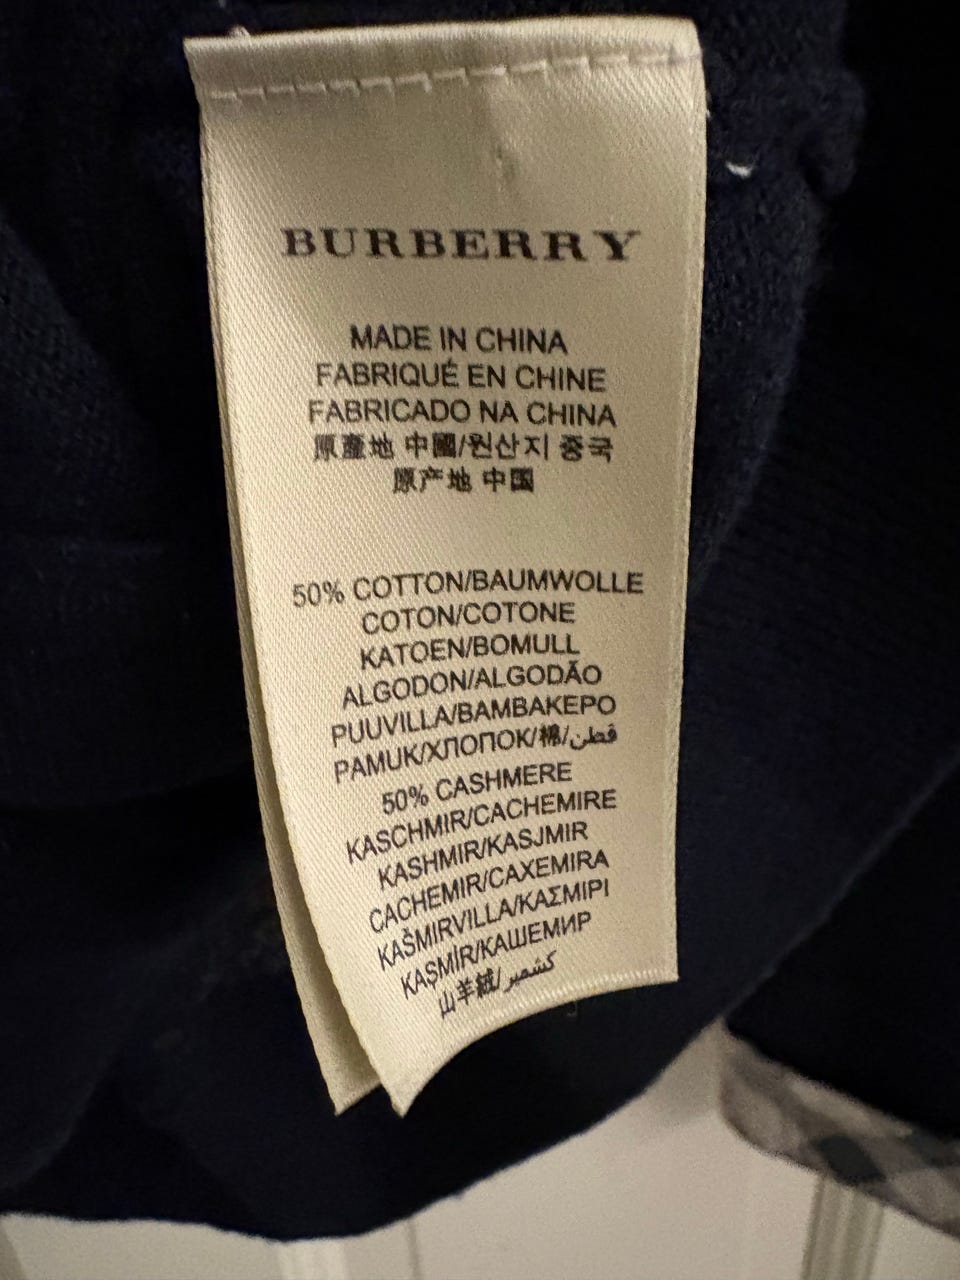 BURBERRY
MADE IN CHINA
FABRIQUÉ EN CHINE
FABRICADO NA CHINA
原產地 中國/원산지 중국
原产地 中国
50% COTTON/BAUMWOLLE
COTON/COTONE
KATOEN/BOMULL
ALGODON/ALGODÃO
PUUVILLA/BAMBAKEPO
PAMUK/ХЛОПОК/棉/قطن
50% CASHMERE
KASCHMIR/CACHEMIRE
KASHMIR/KASJMIR
CACHEMIR/CAXEMIRA
KAŠMIRVILLA/ΚΑΣΜΙΡΙ
KAŞMİR/КАШЕМИР
山羊絨/كشمير